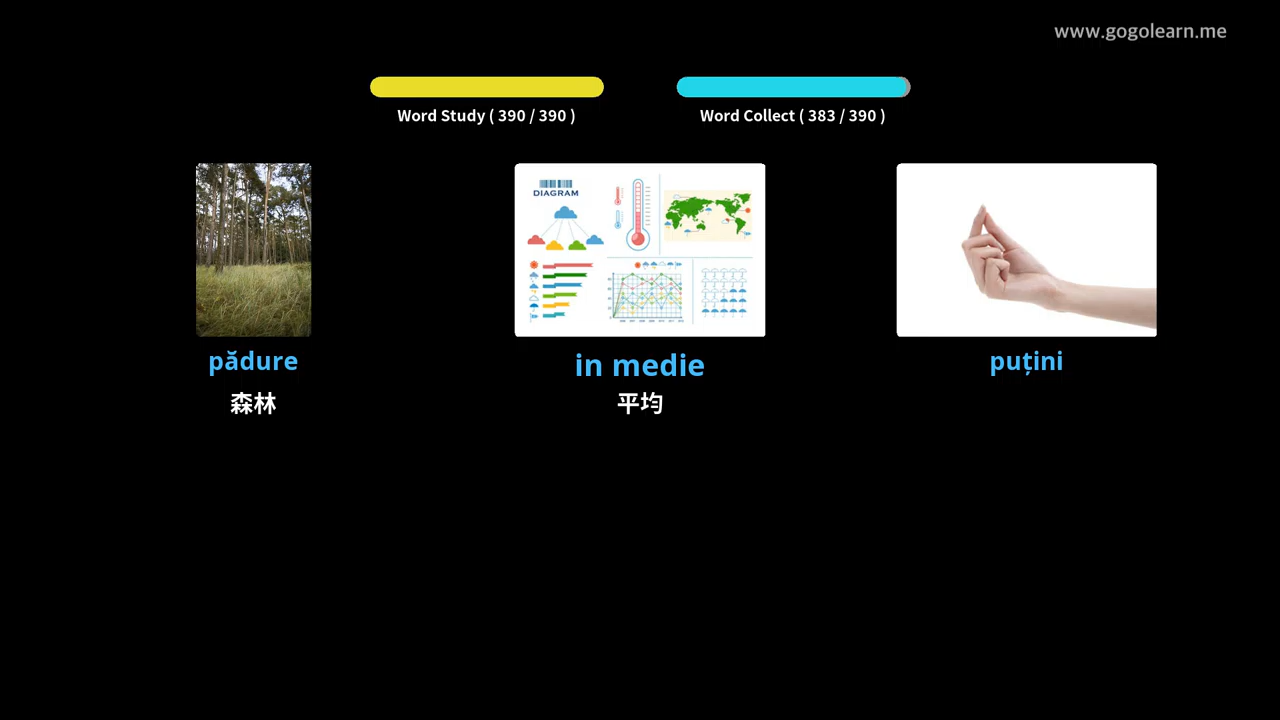 www.gogolearn.me
Word Study ( 390 / 390 )
Word Collect ( 383 / 390 )
DIAGRAM
pădure
in medie
puțini
森林
平均